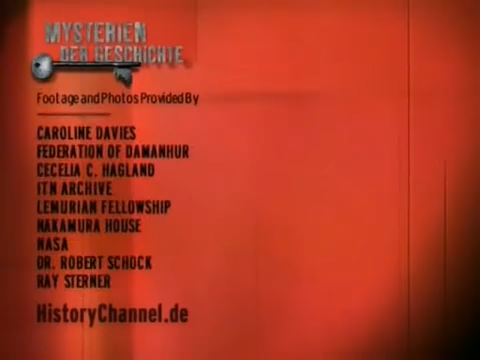 MYSTERIEN
DER GESCHICHTE
Footage and Photos Provided By
CAROLINE DAVIES
FEDERATION OF DAMANHUR
CECELIA C. HAGLAND
ITN ARCHIVE
LEMURIAN FELLOWSHIP
NAKAMURA HOUSE
NASA
DR. ROBERT SCHOCK
RAY STERNER
HistoryChannel.de